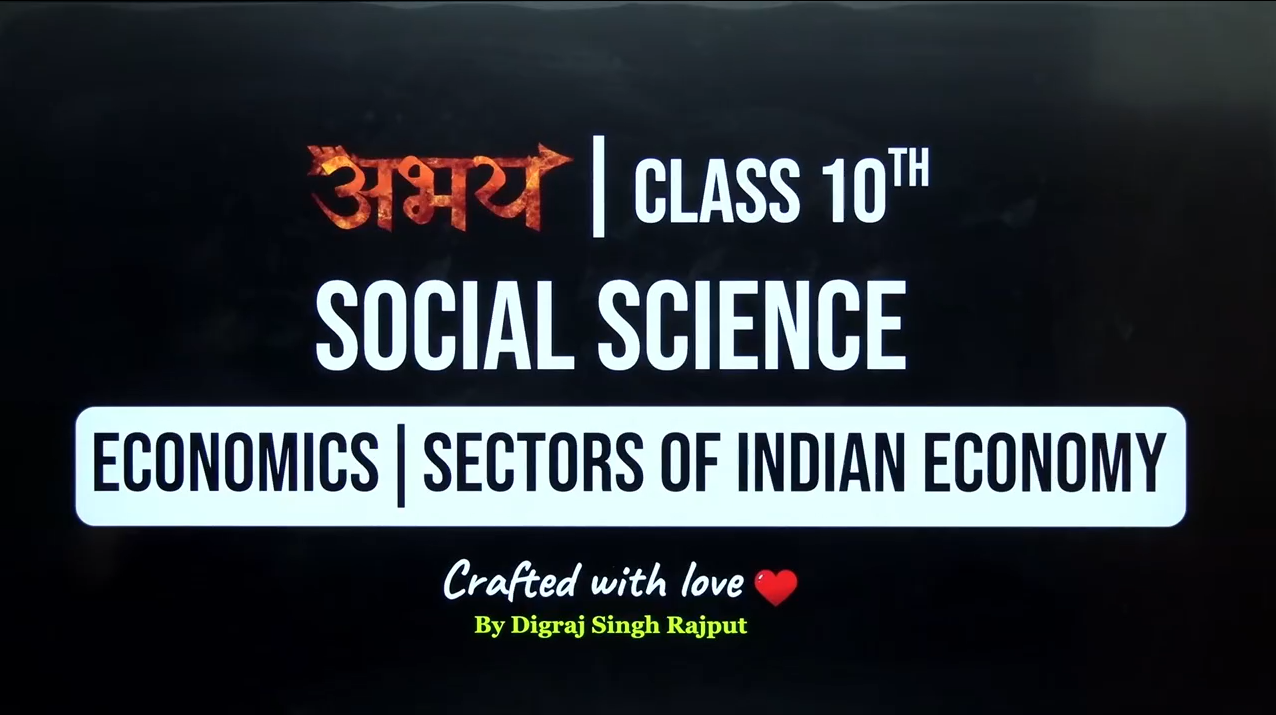 अभय | CLASS 10TH
SOCIAL SCIENCE
ECONOMICS | SECTORS OF INDIAN ECONOMY
Crafted with love ❤️
By Digraj Singh Rajput